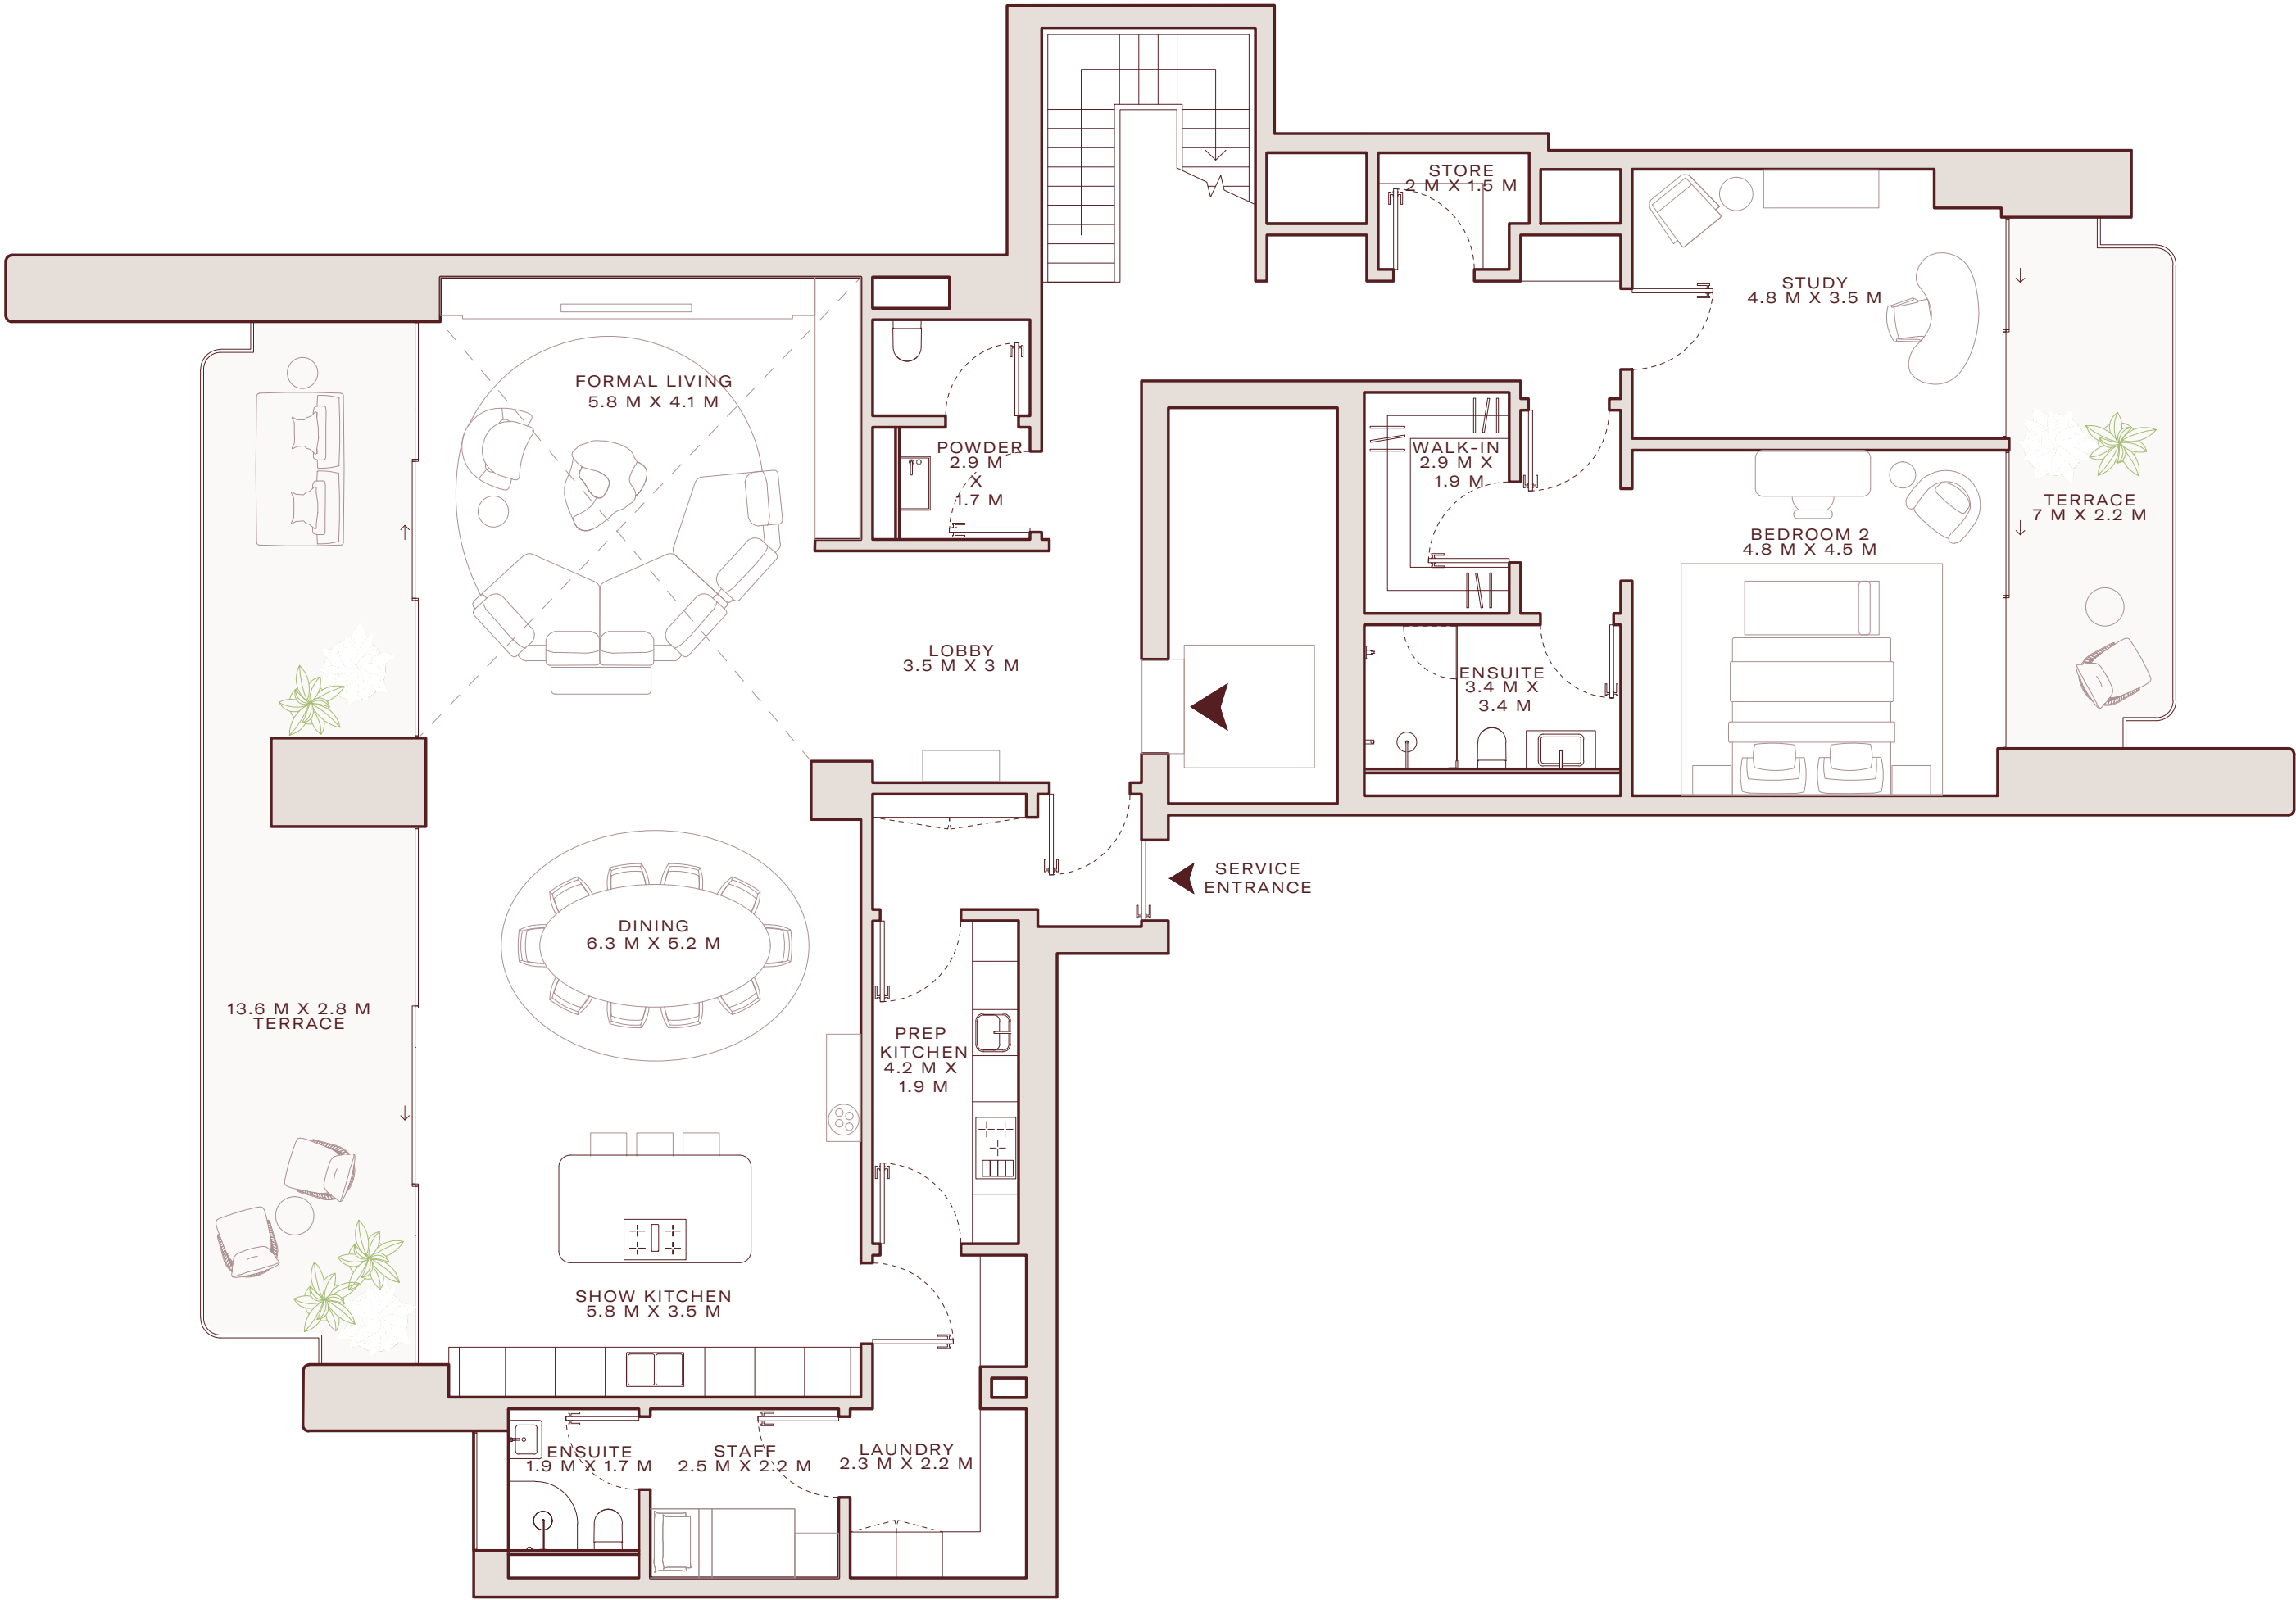 STORE
2 M X 1.5 M
STUDY
4.8 M X 3.5 M
FORMAL LIVING
5.8 M X 4.1 M
POWDER
2.9 M
X
1.7 M
WALK-IN
2.9 M X
1.9 M
TERRACE
7 M X 2.2 M
BEDROOM 2
4.8 M X 4.5 M
LOBBY
3.5 M X 3 M
ENSUITE
3.4 M X
3.4 M
SERVICE
ENTRANCE
DINING
6.3 M X 5.2 M
13.6 M X 2.8 M
TERRACE
PREP
KITCHEN
4.2 M X
1.9 M
SHOW KITCHEN
5.8 M X 3.5 M
ENSUITE
1.9 M X 1.7 M
STAFF
2.5 M X 2.2 M
LAUNDRY
2.3 M X 2.2 M